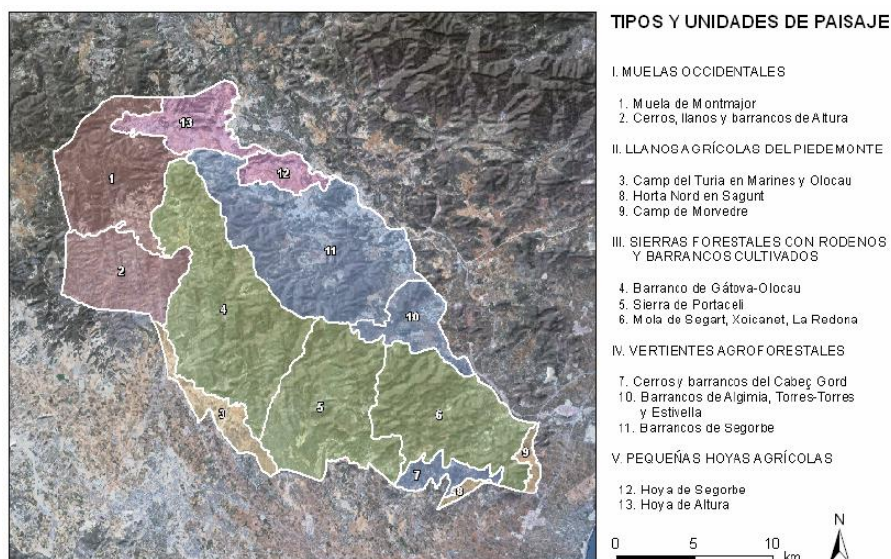 TIPOS Y UNIDADES DE PAISAJE
I. MUELAS OCCIDENTALES
1. Muela de Montmajor
2. Cerros, llanos y barrancos de Altura
II. LLANOS AGRÍCOLAS DEL PIEDEMONTE
3. Camp del Turia en Marines y Olocau
8. Horta Nord en Sagunt
9. Camp de Morvedre
III. SIERRAS FORESTALES CON RODENOS
Y BARRANCOS CULTIVADOS
4. Barranco de Gátova-Olocau
5. Sierra de Portaceli
6. Mola de Segart, Xoicanet, La Redona
IV. VERTIENTES AGROFORESTALES
7. Cerros y barrancos del Cabeç Gord
10. Barrancos de Algimia, Torres-Torres
y Estivella
11. Barrancos de Segorbe
V. PEQUEÑAS HOYAS AGRÍCOLAS
12. Hoya de Segorbe
13. Hoya de Altura
N
0 5 10
km
13
12
1
11
2
4
10
3
5
6
9
7
8